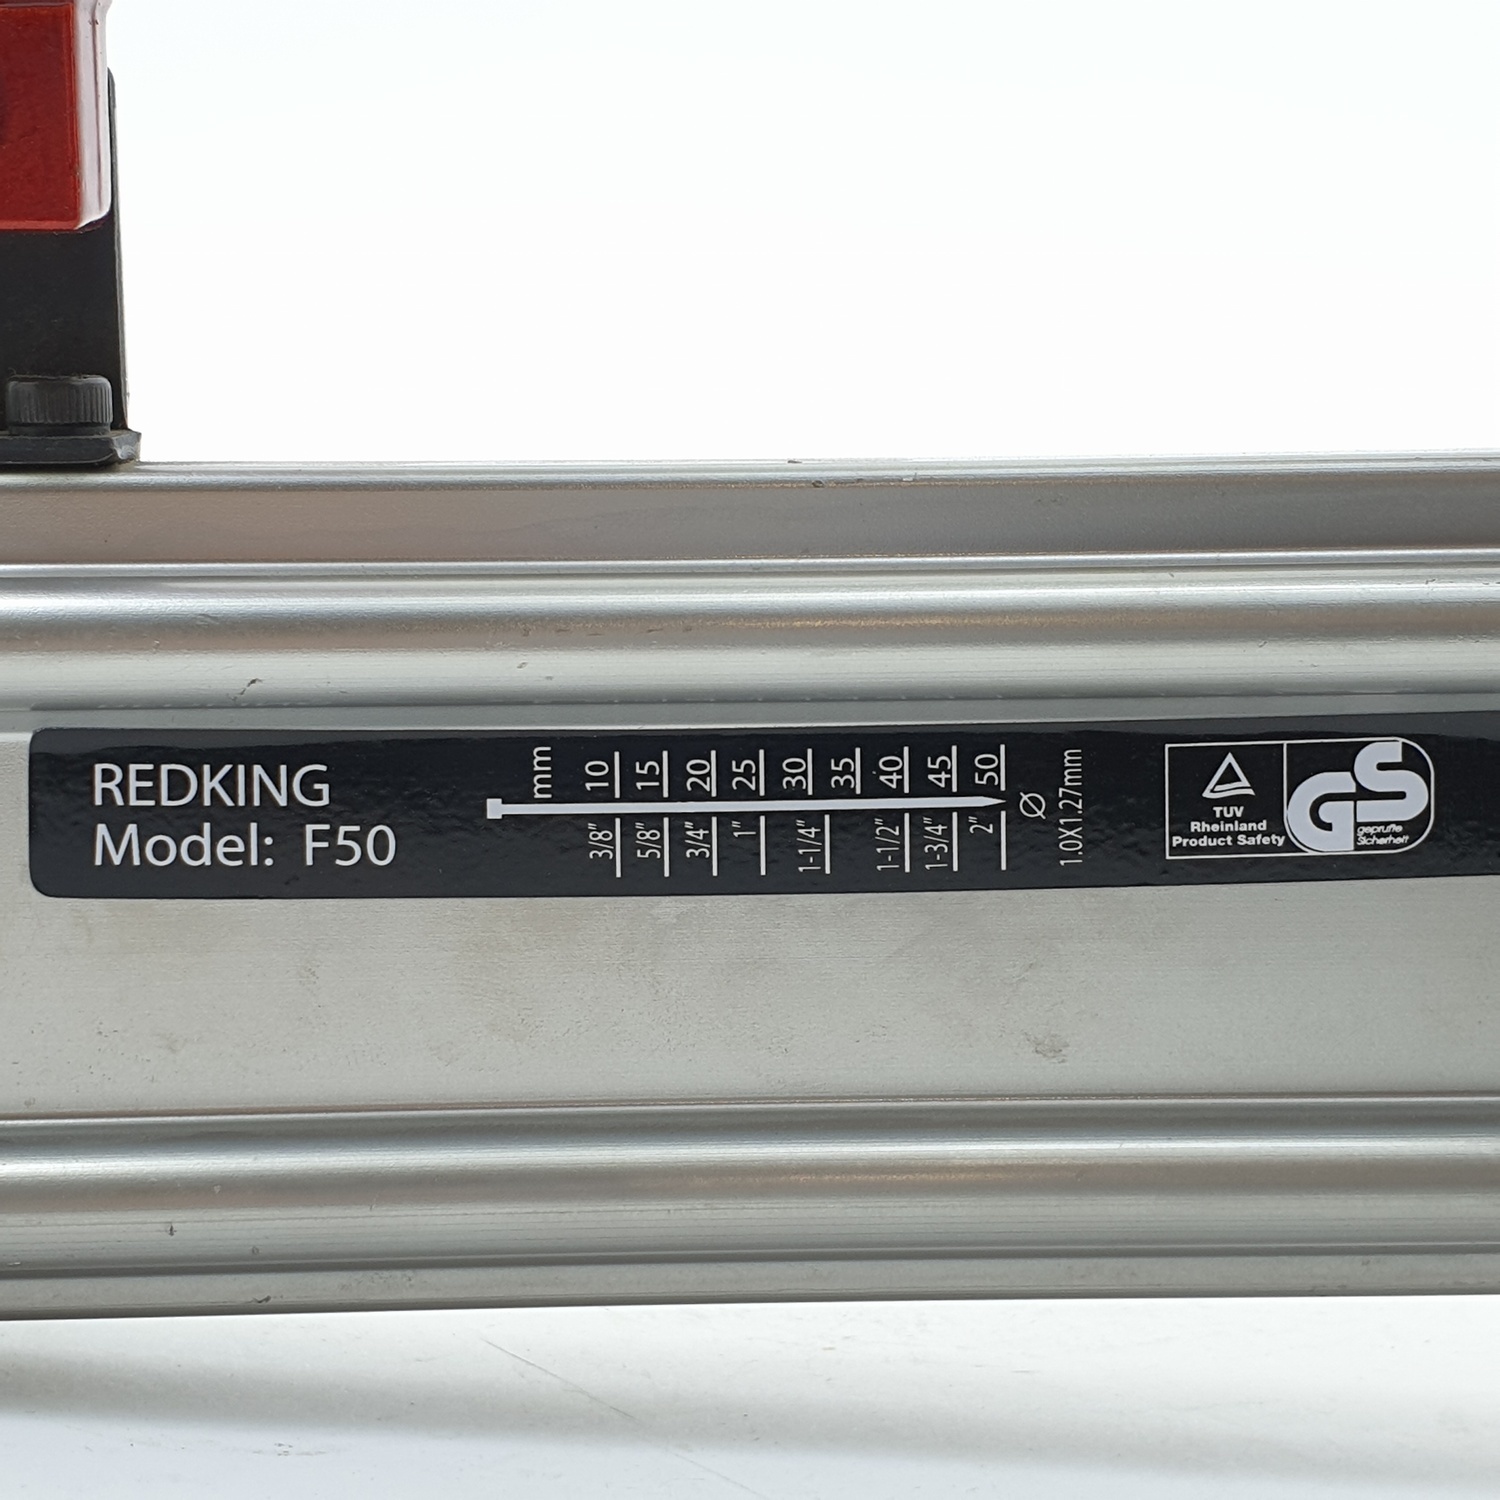 REDKING
Model: F50
mm 10 15 20 25 30 35 40 45 50
3/8" 5/8" 3/4" 1" 1-1/4" 1-1/2" 1-3/4" 2"
Ø 1.0X1.27mm
TUV
Rheinland
Product Safety
GS
geprüfte
Sicherheit